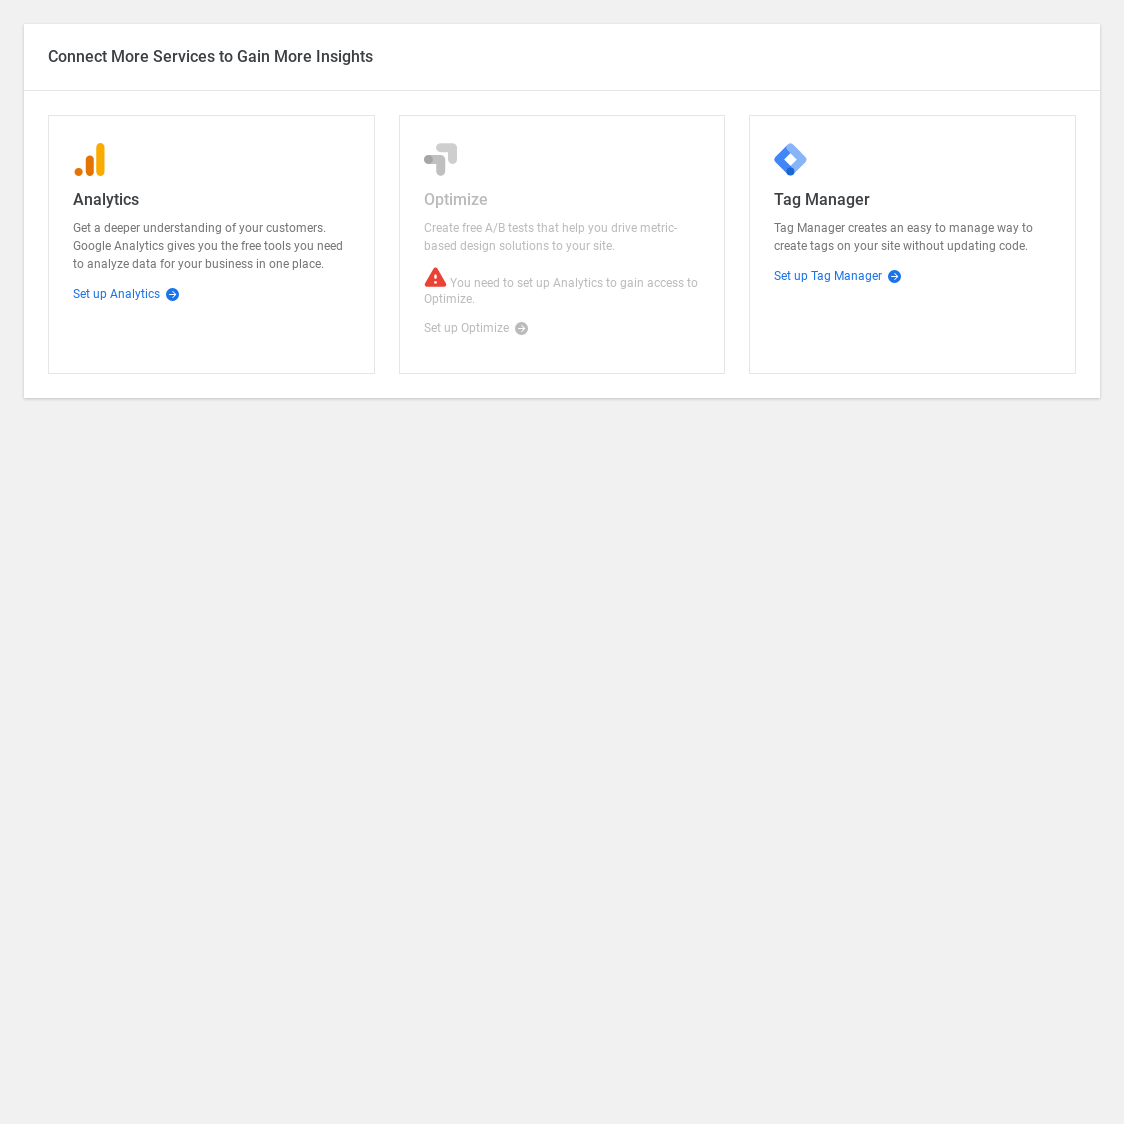 Connect More Services to Gain More Insights
Analytics
Get a deeper understanding of your customers.
Google Analytics gives you the free tools you need
to analyze data for your business in one place.
Set up Analytics
Optimize
Create free A/B tests that help you drive metric-
based design solutions to your site.
You need to set up Analytics to gain access to
Optimize.
Set up Optimize
Tag Manager
Tag Manager creates an easy to manage way to
create tags on your site without updating code.
Set up Tag Manager